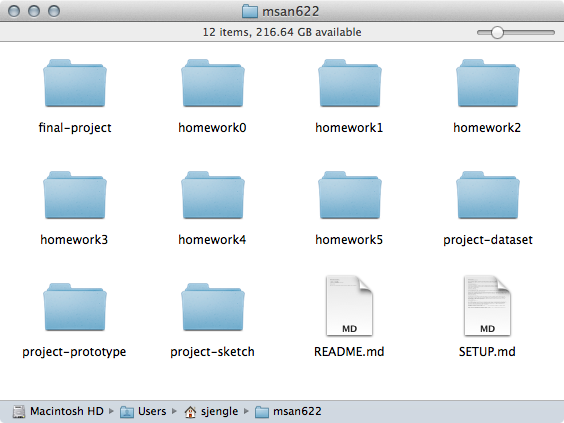 msan622
12 items, 216.64 GB available
final-project homework0 homework1 homework2
homework3 homework4 homework5 project-dataset
MD MD
project-prototype project-sketch README.md SETUP.md
Macintosh HD Users sjengle msan622